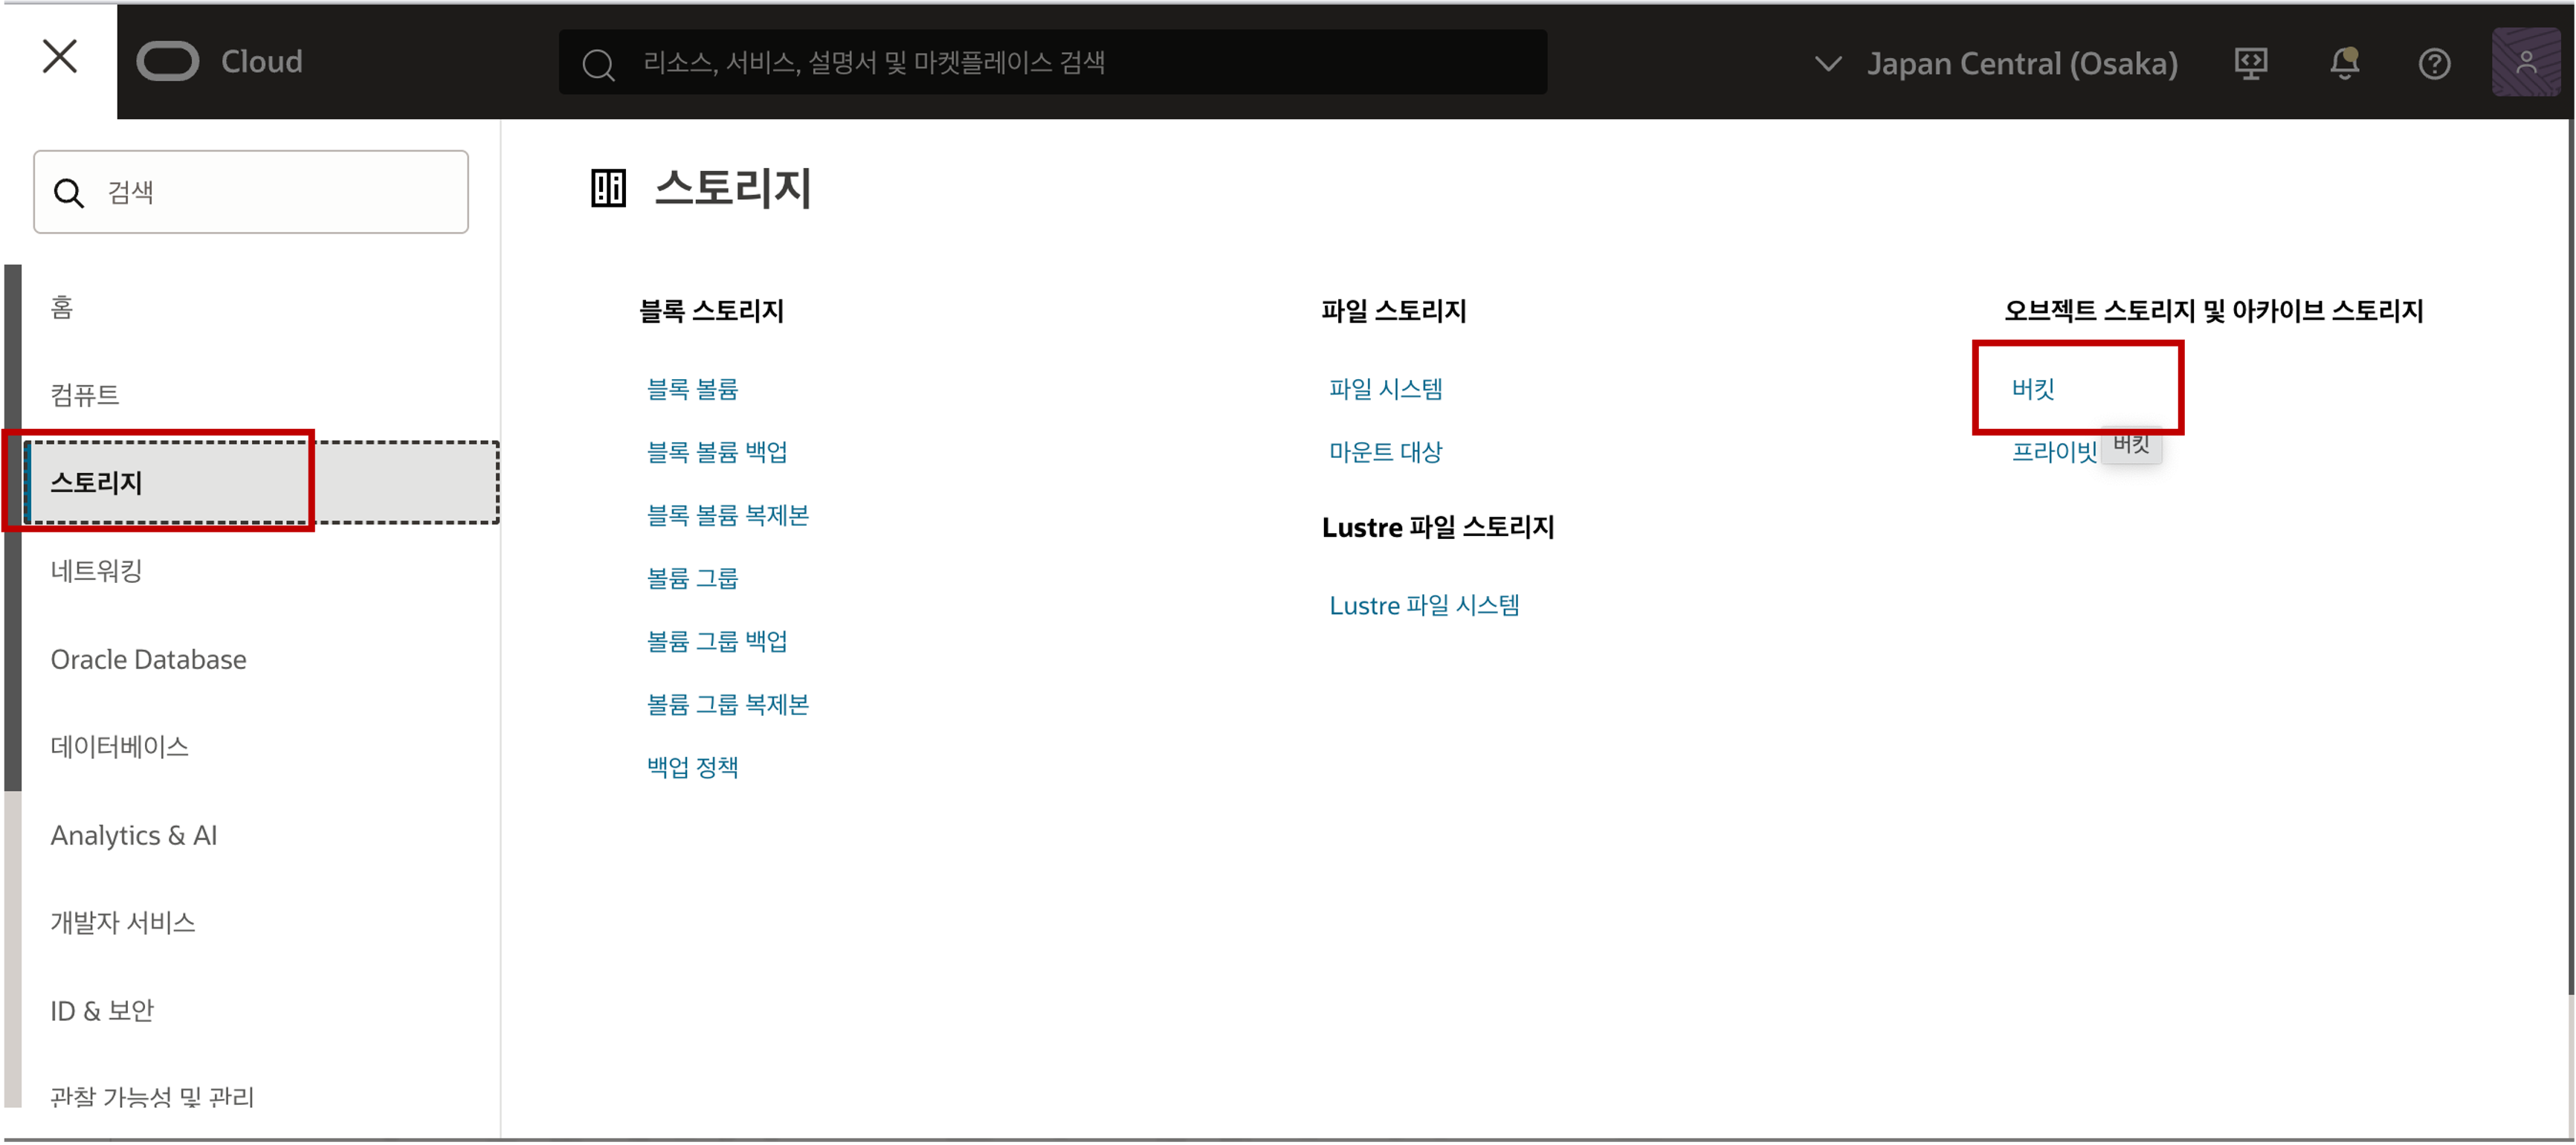 Cloud
리소스, 서비스, 설명서 및 마켓플레이스 검색
Japan Central (Osaka)
검색
홈
컴퓨트
스토리지
네트워킹
Oracle Database
데이터베이스
Analytics & AI
개발자 서비스
ID & 보안
관찰 가능성 및 관리
스토리지
블록 스토리지
블록 볼륨
블록 볼륨 백업
블록 볼륨 복제본
볼륨 그룹
볼륨 그룹 백업
볼륨 그룹 복제본
백업 정책
파일 스토리지
파일 시스템
마운트 대상
Lustre 파일 스토리지
Lustre 파일 시스템
오브젝트 스토리지 및 아카이브 스토리지
버킷
프라이빗
버킷